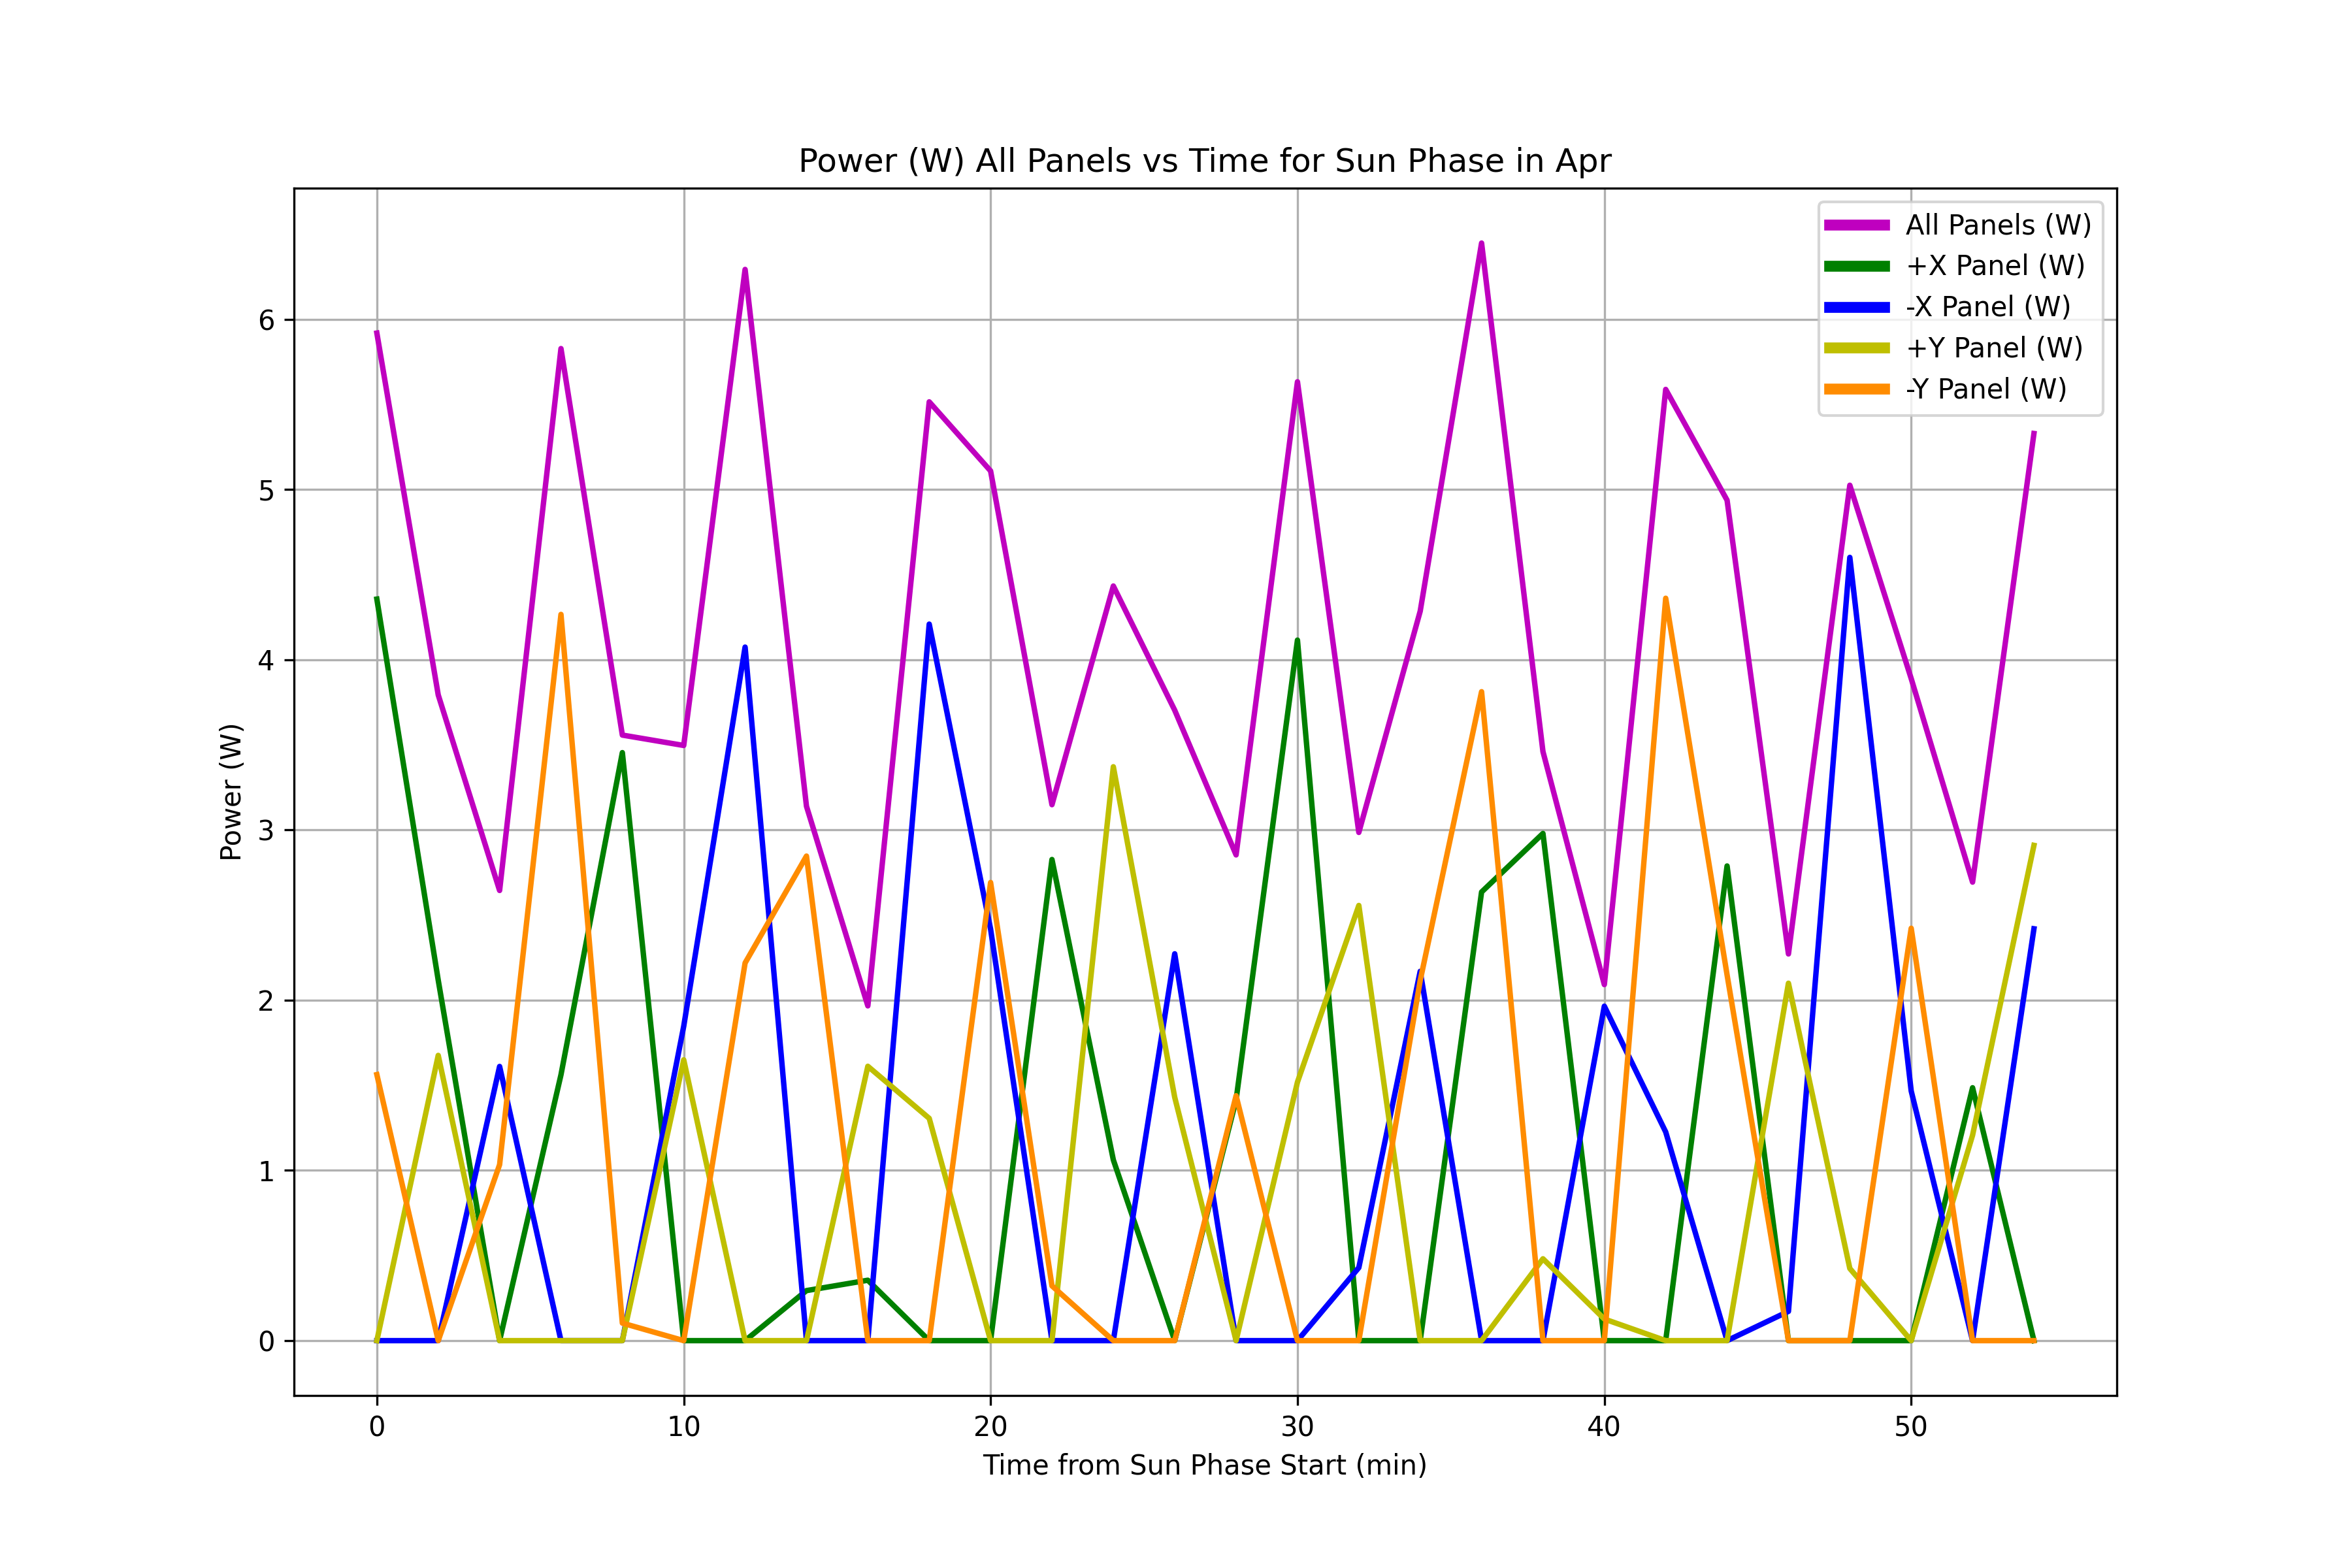 Power (W) All Panels vs Time for Sun Phase in Apr
All Panels (W)
+X Panel (W)
-X Panel (W)
+Y Panel (W)
-Y Panel (W)
Power (W)
6
5
4
3
2
1
0
0 10 20 30 40 50
Time from Sun Phase Start (min)